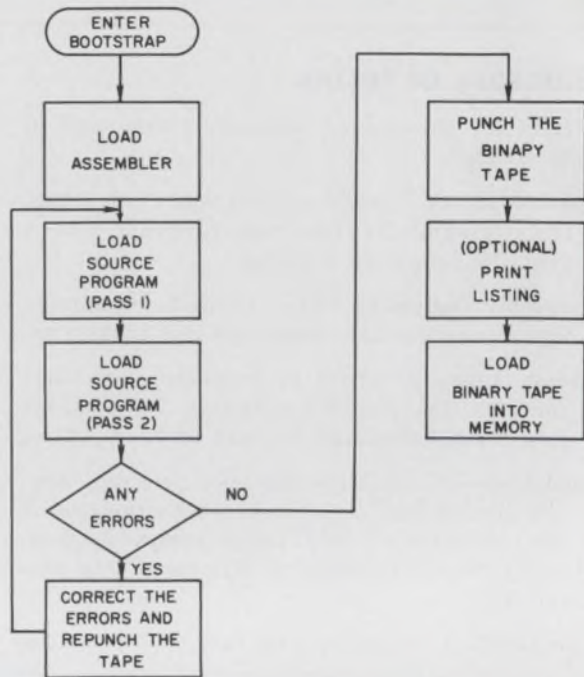 ENTER
BOOTSTRAP
LOAD
ASSEMBLER
LOAD
SOURCE
PROGRAM
(PASS 1)
LOAD
SOURCE
PROGRAM
(PASS 2)
ANY
ERRORS
NO
YES
CORRECT THE
ERRORS AND
REPUNCH THE
TAPE
PUNCH THE
BINAPY
TAPE
(OPTIONAL)
PRINT
LISTING
LOAD
BINARY TAPE
INTO
MEMORY